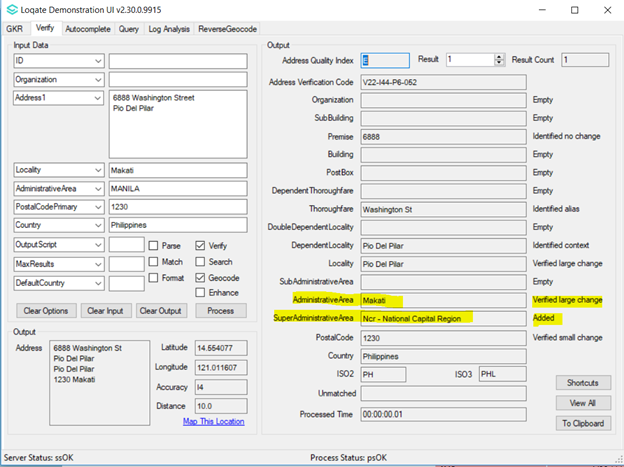 Loqate Demonstration UI v2.30.0.9915
GKR Verify Autocomplete Query Log Analysis ReverseGeocode
Input Data
ID
Organization
Address1 6888 Washington Street
Pio Del Pilar
Locality Makati
AdministrativeArea MANILA
PostalCodePrimary 1230
Country Philippines
OutputScript Parse Verify
MaxResults Match Search
DefaultCountry Format Geocode
Enhance
Clear Options Clear Input Clear Output Process
Output
Address 6888 Washington St
Pio Del Pilar
Pio Del Pilar
1230 Makati
Latitude 14.554077
Longitude 121.011607
Accuracy I4
Distance 10.0
Map This Location
Output
Address Quality Index E Result 1 Result Count 1
Address Verification Code V22-I44-P6-052
Organization Empty
SubBuilding Empty
Premise 6888 Identified no change
Building Empty
PostBox Empty
DependentThoroughfare Empty
Thoroughfare Washington St Identified alias
DoubleDependentLocality Empty
DependentLocality Pio Del Pilar Identified context
Locality Pio Del Pilar Verified large change
SubAdministrativeArea Empty
AdministrativeArea Makati Verified large change
SuperAdministrativeArea Ncr - National Capital Region Added
PostalCode 1230 Verified small change
Country Philippines
ISO2 PH ISO3 PHL
Unmatched
Processed Time 00:00:00.01
Shortcuts
View All
To Clipboard
Server Status: ssOK Process Status: psOK